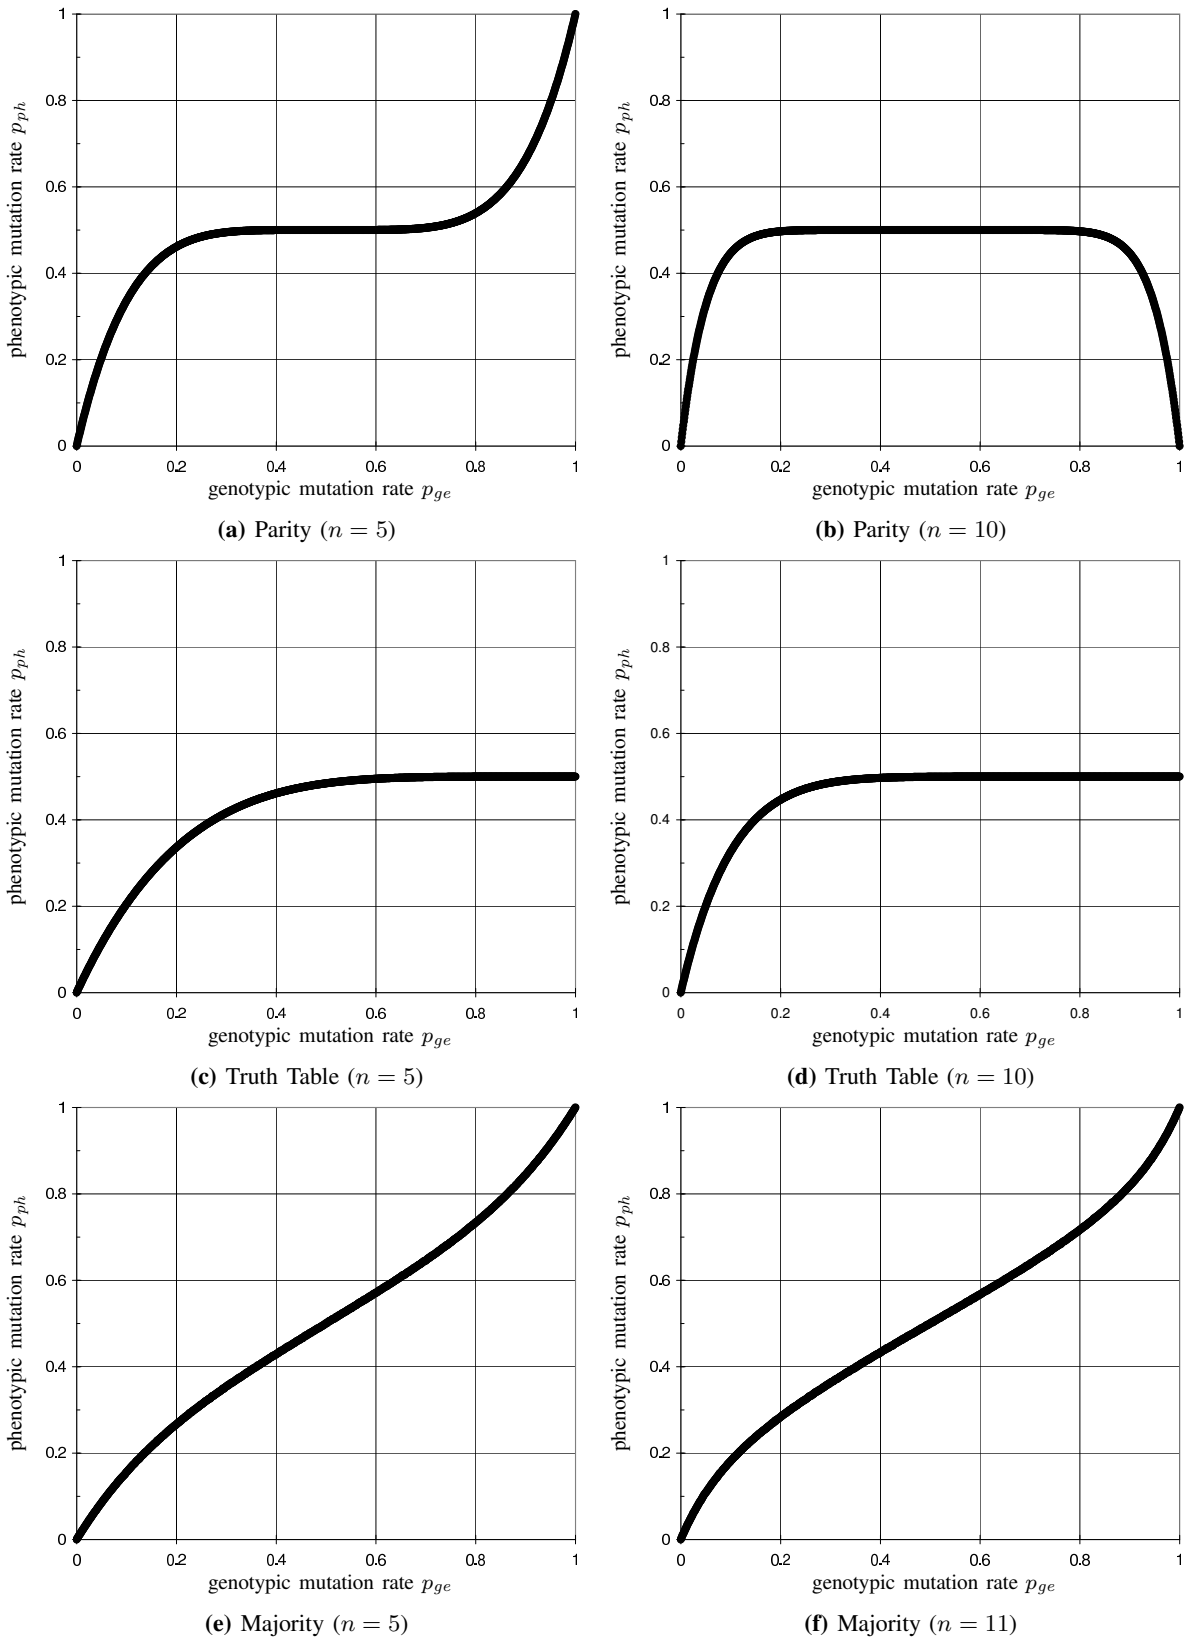 1
0.8
0.6
0.4
0.2
0
phenotypic mutation rate p_ph
0 0.2 0.4 0.6 0.8 1
genotypic mutation rate p_ge
(a) Parity (n = 5)
1
0.8
0.6
0.4
0.2
0
phenotypic mutation rate p_ph
0 0.2 0.4 0.6 0.8 1
genotypic mutation rate p_ge
(b) Parity (n = 10)
1
0.8
0.6
0.4
0.2
0
phenotypic mutation rate p_ph
0 0.2 0.4 0.6 0.8 1
genotypic mutation rate p_ge
(c) Truth Table (n = 5)
1
0.8
0.6
0.4
0.2
0
phenotypic mutation rate p_ph
0 0.2 0.4 0.6 0.8 1
genotypic mutation rate p_ge
(d) Truth Table (n = 10)
1
0.8
0.6
0.4
0.2
0
phenotypic mutation rate p_ph
0 0.2 0.4 0.6 0.8 1
genotypic mutation rate p_ge
(e) Majority (n = 5)
1
0.8
0.6
0.4
0.2
0
phenotypic mutation rate p_ph
0 0.2 0.4 0.6 0.8 1
genotypic mutation rate p_ge
(f) Majority (n = 11)